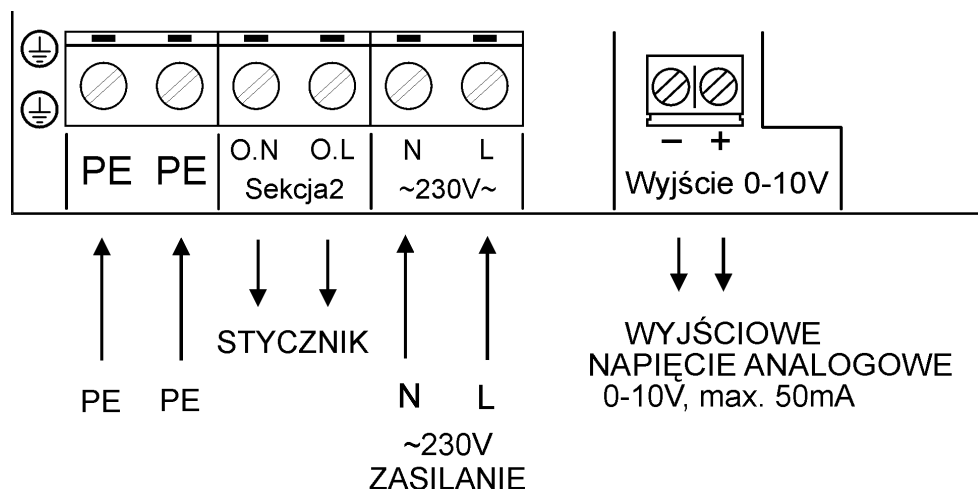 PE PE O.N O.L N L
Sekcja2 ~230V~
− +
Wyjście 0-10V
STYCZNIK
PE PE N L
~230V
ZASILANIE
WYJŚCIOWE
NAPIĘCIE ANALOGOWE
0-10V, max. 50mA